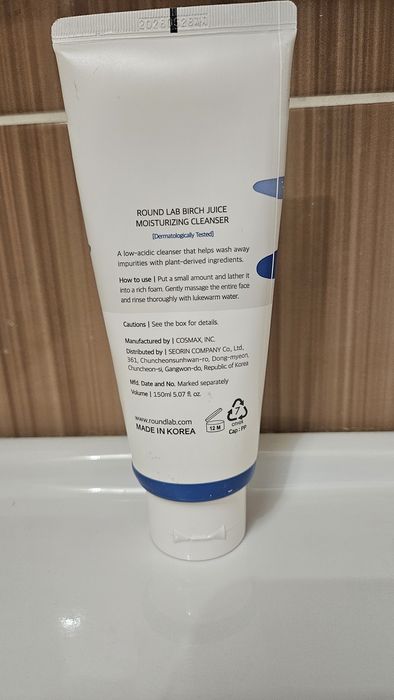 ROUND LAB BIRCH JUICE
MOISTURIZING CLEANSER
[Dermatologically Tested]
A low-acidic cleanser that helps wash away
impurities with plant-derived ingredients.
How to use | Put a small amount and lather it
into a rich foam. Gently massage the entire face
and rinse thoroughly with lukewarm water.
Cautions | See the box for details.
Manufactured by | COSMAX, INC.
Distributed by | SEORIN COMPANY Co., Ltd.,
361, Chuncheonsunhwan-ro, Dong-myeon,
Chuncheon-si, Gangwon-do, Republic of Korea
Mfd. Date and No. Marked separately
Volume | 150ml 5.07 fl. oz.
www.roundlab.com
MADE IN KOREA
12 M
7
OTHER
Cap : PP